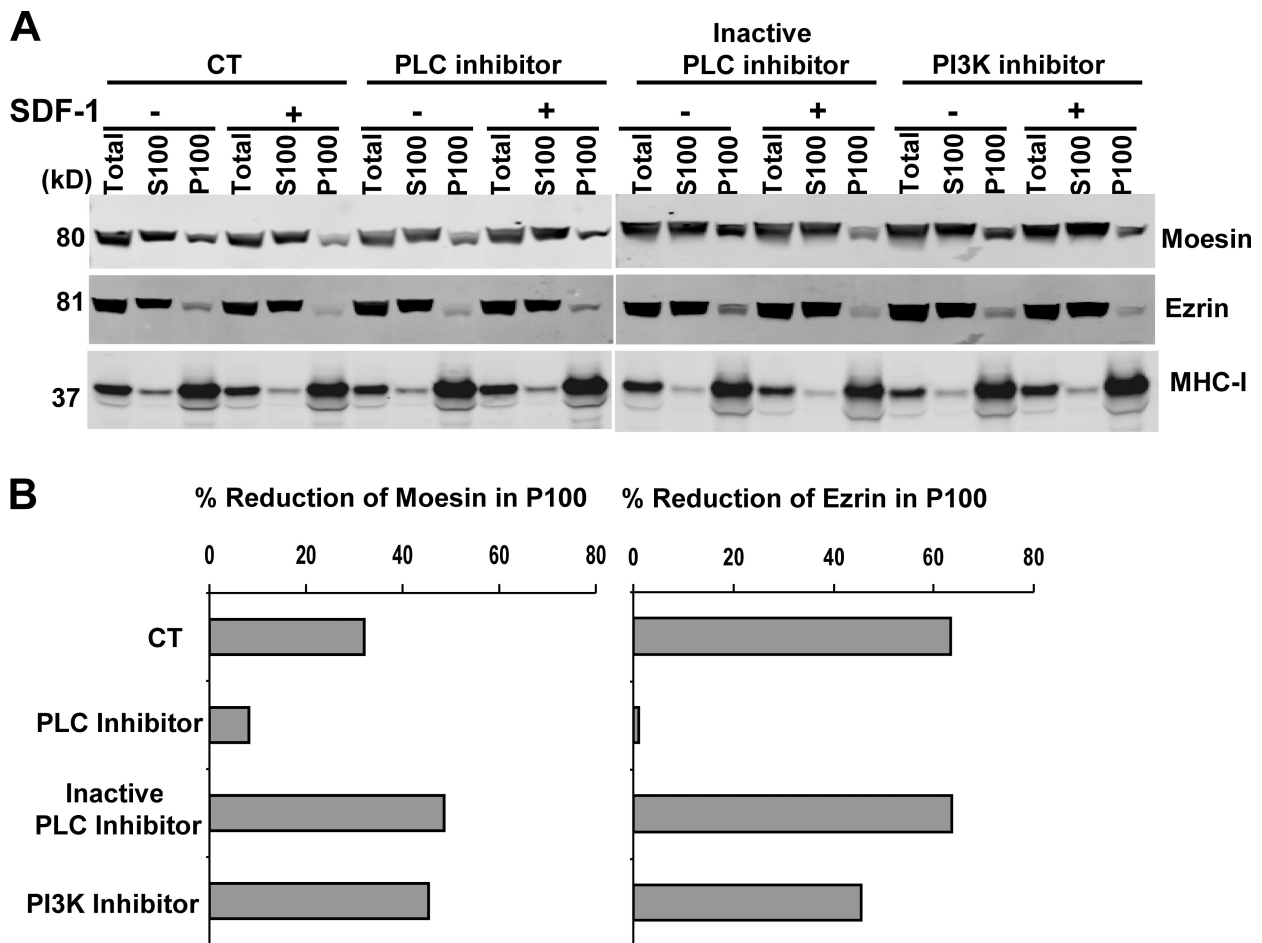 A
CT
PLC inhibitor
Inactive
PLC inhibitor
PI3K inhibitor
SDF-1 - + - + - + - +
(kD) Total S100 P100 Total S100 P100 Total S100 P100 Total S100 P100 Total S100 P100 Total S100 P100 Total S100 P100 Total S100 P100
80 Moesin
81 Ezrin
37 MHC-I
B
% Reduction of Moesin in P100
0 20 40 60 80
% Reduction of Ezrin in P100
0 20 40 60 80
CT
PLC Inhibitor
Inactive
PLC Inhibitor
PI3K Inhibitor